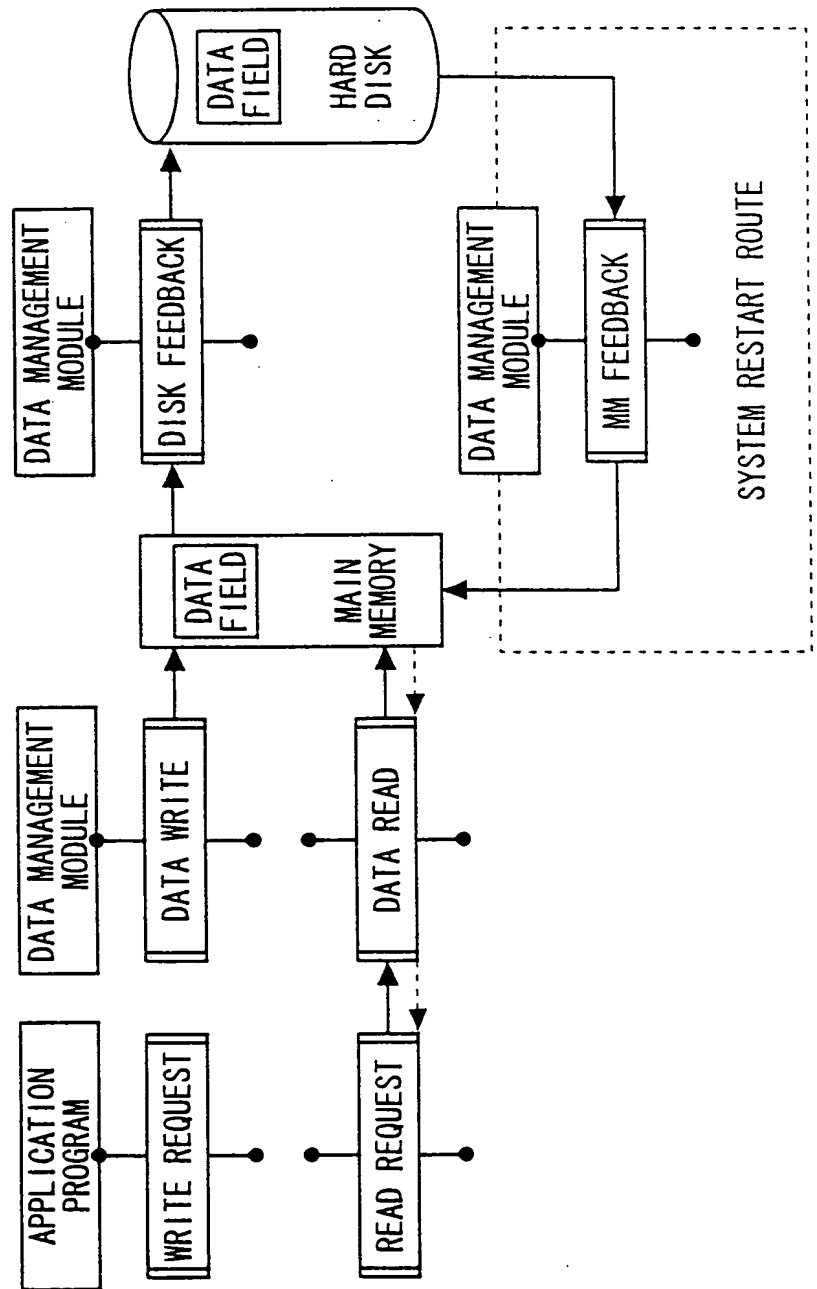 APPLICATION
PROGRAM
WRITE REQUEST
READ REQUEST
DATA MANAGEMENT
MODULE
DATA WRITE
DATA READ
DATA
FIELD
MAIN
MEMORY
DATA MANAGEMENT
MODULE
DISK FEEDBACK
DATA
FIELD
HARD
DISK
DATA MANAGEMENT
MODULE
MM FEEDBACK
SYSTEM RESTART ROUTE